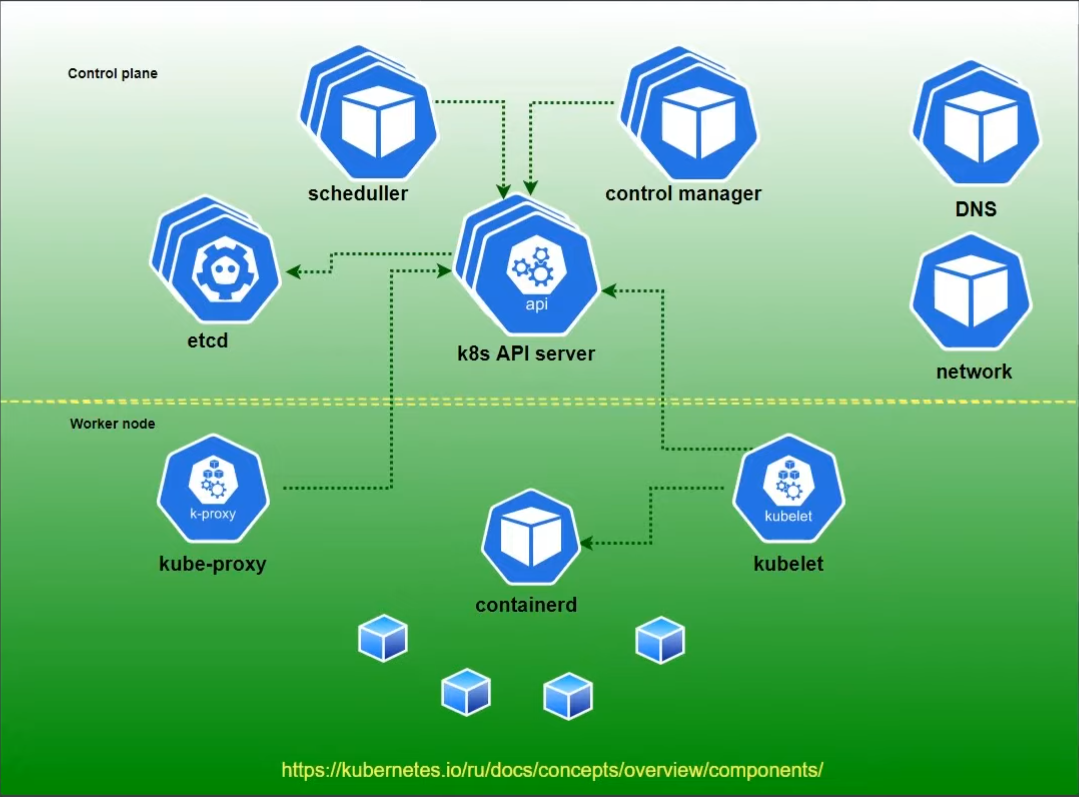 Control plane
scheduller
control manager
DNS
etcd
api
k8s API server
network
Worker node
k-proxy
kube-proxy
containerd
kubelet
kubelet
https://kubernetes.io/ru/docs/concepts/overview/components/